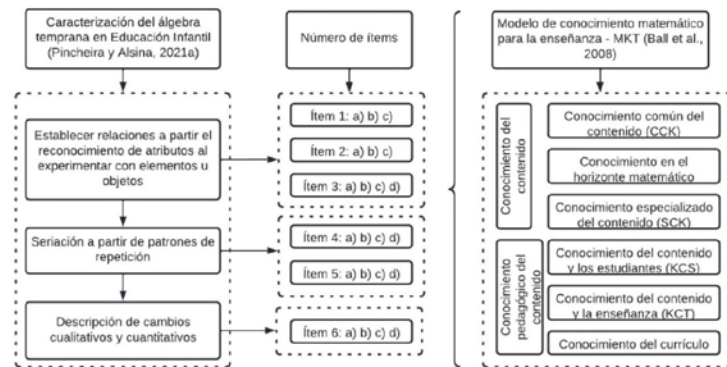 Caracterización del álgebra
temprana en Educación Infantil
(Pincheira y Alsina, 2021a)
Establecer relaciones a partir el
reconocimiento de atributos al
experimentar con elementos u
objetos
Seriación a partir de patrones de
repetición
Descripción de cambios
cualitativos y cuantitativos
Número de ítems
Ítem 1: a) b) c)
Ítem 2: a) b) c)
Ítem 3: a) b) c) d)
Ítem 4: a) b) c) d)
Ítem 5: a) b) c) d)
Ítem 6: a) b) c) d)
Modelo de conocimiento matemático
para la enseñanza - MKT (Ball et al.,
2008)
Conocimiento del
contenido
Conocimiento común del
contenido (CCK)
Conocimiento en el
horizonte matemático
Conocimiento especializado
del contenido (SCK)
Conocimiento
pedagógico del
contenido
Conocimiento del contenido
y los estudiantes (KCS)
Conocimiento del contenido
y la enseñanza (KCT)
Conocimiento del currículo